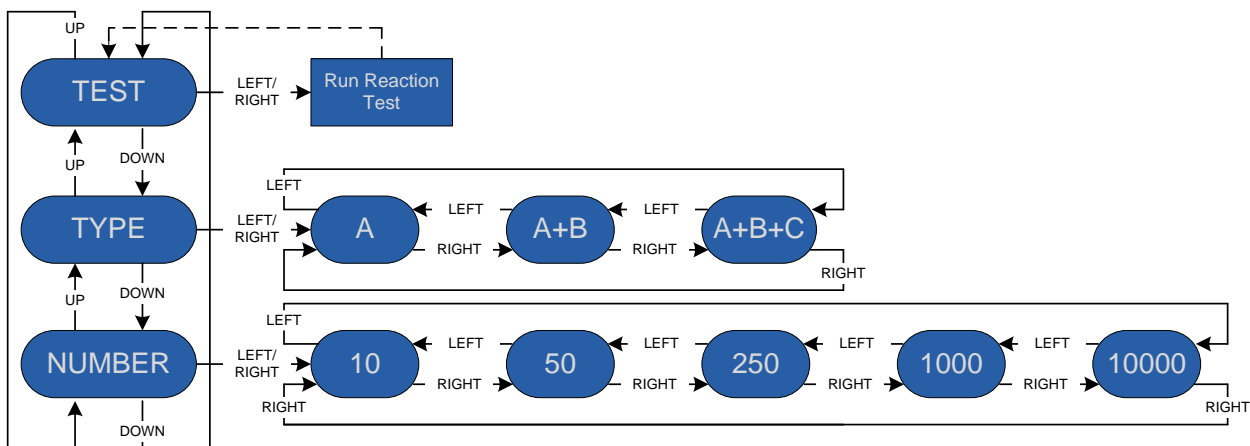 UP
TEST
LEFT/
RIGHT
Run Reaction
Test
UP
DOWN
LEFT
TYPE
LEFT/
RIGHT
A
LEFT
RIGHT
A+B
LEFT
RIGHT
A+B+C
RIGHT
UP
DOWN
LEFT
NUMBER
LEFT/
RIGHT
10
LEFT
RIGHT
50
LEFT
RIGHT
250
LEFT
RIGHT
1000
LEFT
RIGHT
10000
RIGHT
RIGHT
DOWN